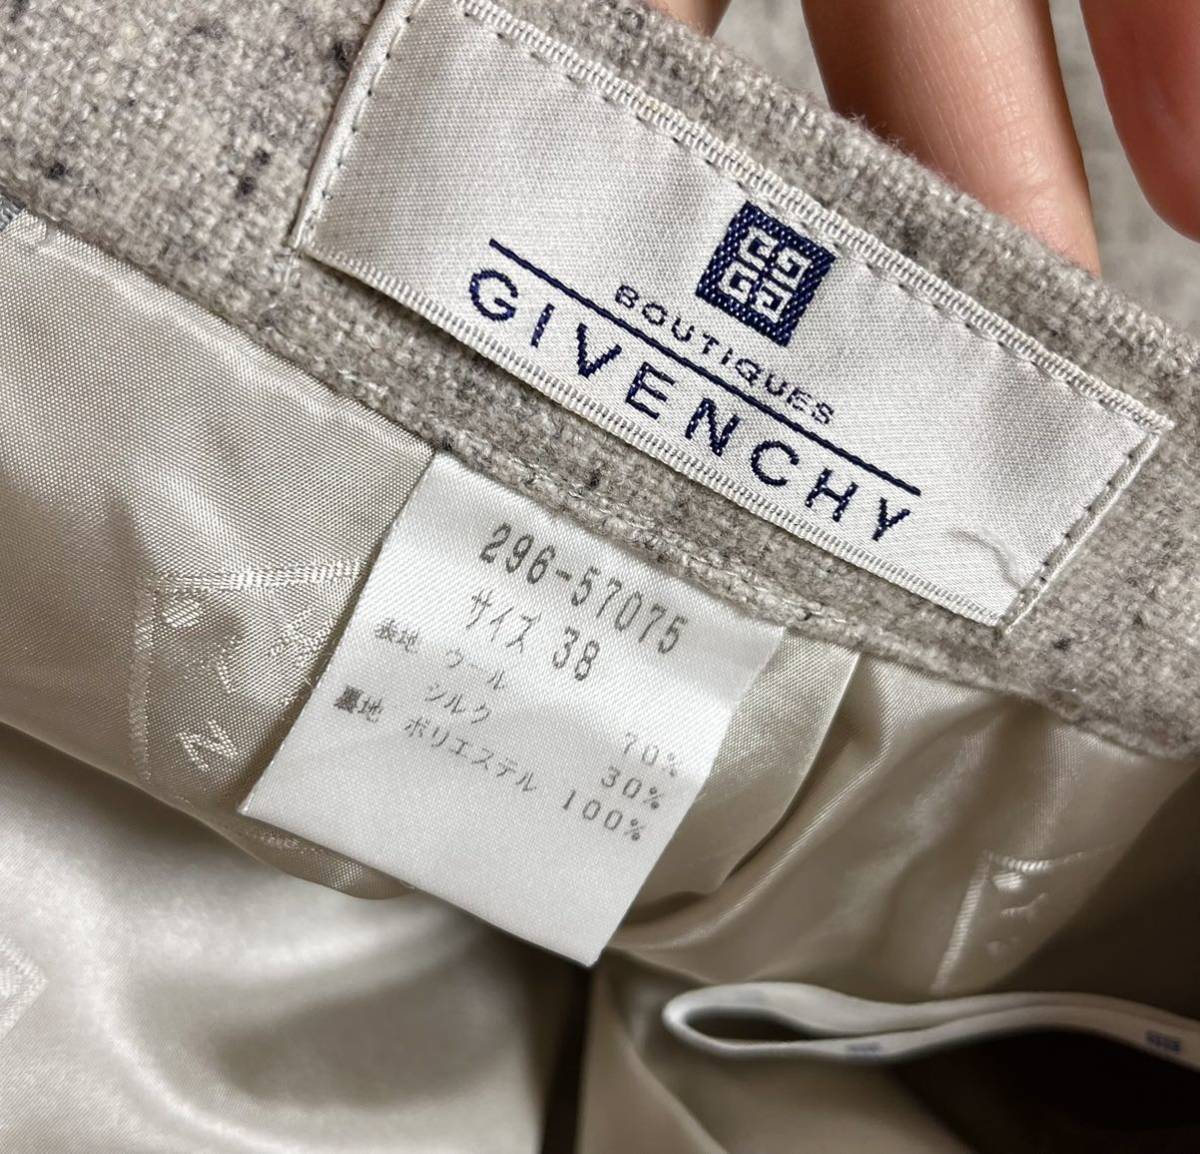 BOUTIQUES
GIVENCHY
296-57075
サイズ 38
表地 ウール 70%
シルク 30%
裏地 ポリエステル 100%
N